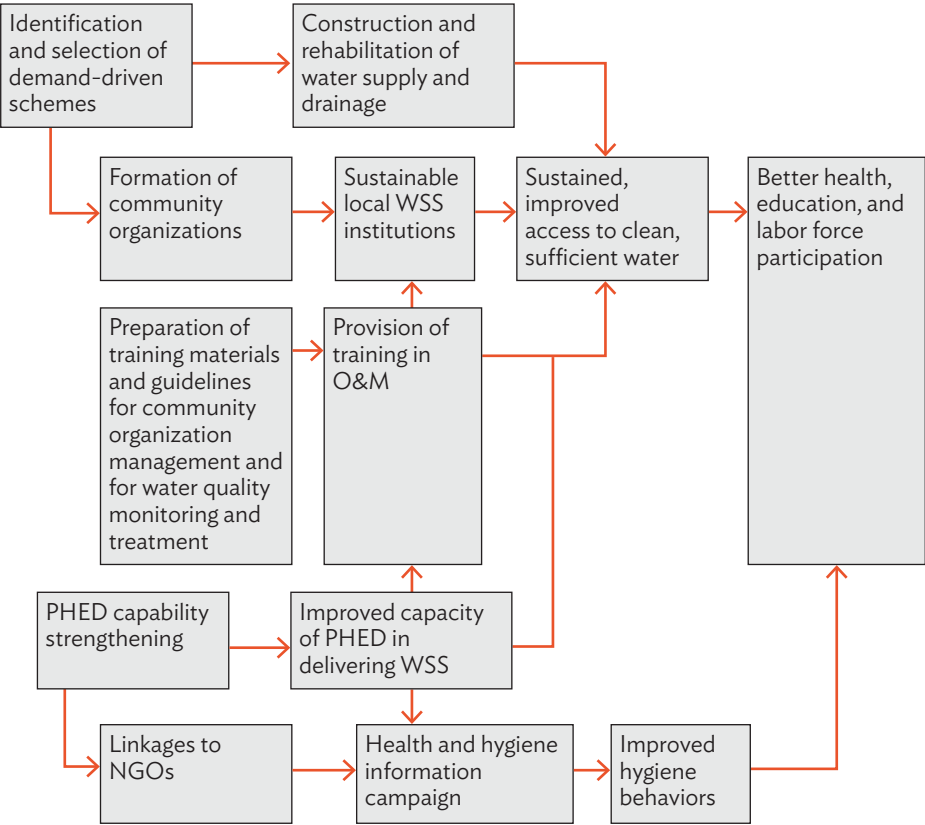 Identification
and selection of
demand-driven
schemes
Construction and
rehabilitation of
water supply and
drainage
Formation of
community
organizations
Sustainable
local WSS
institutions
Sustained,
improved
access to clean,
sufficient water
Better health,
education, and
labor force
participation
Preparation of
training materials
and guidelines
for community
organization
management and
for water quality
monitoring and
treatment
Provision of
training in
O&M
PHED capability
strengthening
Improved capacity
of PHED in
delivering WSS
Linkages to
NGOs
Health and hygiene
information
campaign
Improved
hygiene
behaviors